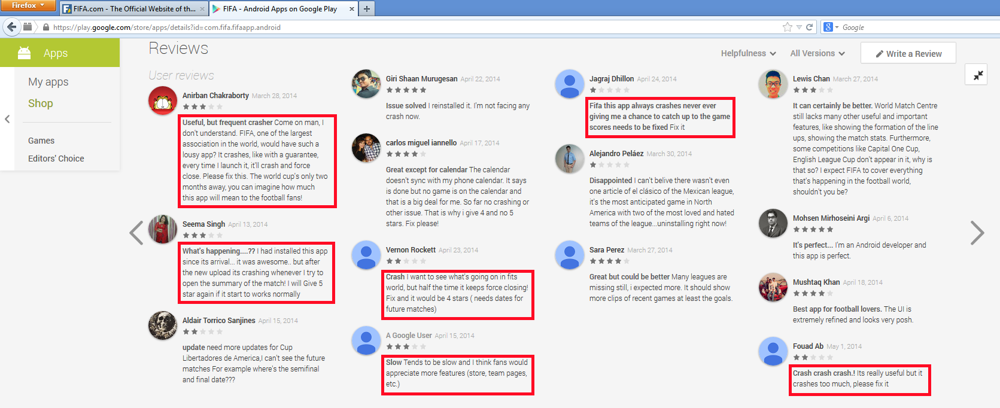 Firefox
FIFA.com - The Official Website of th...
FIFA - Android Apps on Google Play
https://play.google.com/store/apps/details?id=com.fifa.fifaapp.android
Google
Apps
My apps
Shop
Games
Editors' Choice
Reviews
Helpfulness
All Versions
Write a Review
User reviews
Anirban Chakraborty March 28, 2014
Useful, but frequent crasher Come on man, I
don't understand. FIFA, one of the largest
association in the world, would have such a
lousy app? It crashes, like with a guarantee,
every time I launch it, it'll crash and force
close. Please fix this. The world cup's only two
months away, you can imagine how much
this app will mean to the football fans!
Seema Singh April 13, 2014
What's happening....?? I had installed this app
since its arrival... it was awesome.. but after
the new upload its crashing whenever I try to
open the summary of the match! I will Give 5
star again if it start to works normally
Aldair Torrico Sanjines April 15, 2014
update need more updates for Cup
Libertadores de America,I can't see the future
matches For example where's the semifinal
and final date???
Giri Shaan Murugesan April 22, 2014
Issue solved I reinstalled it. I'm not facing any
crash now.
carlos miguel iannello April 17, 2014
Great except for calendar The calendar
doesn't sync with my phone calendar. It says
is done but no game is on the calendar and
that is a big deal for me. So far no crashing or
other issue. That is why i give 4 and no 5
stars. Fix please!
Vernon Rockett April 23, 2014
Crash I want to see what's going on in fits
world, but half the time it keeps force closing!
Fix and it would be 4 stars ( needs dates for
future matches)
A Google User April 15, 2014
Slow Tends to be slow and I think fans would
appreciate more features (store, team pages,
etc.)
Jagraj Dhillon April 24, 2014
Fifa this app always crashes never ever
giving me a chance to catch up to the game
scores needs to be fixed Fix it
Alejandro Peláez March 30, 2014
Disappointed I can't belive there wasn't even
one article of el clásico of the Mexican league,
it's the most anticipated game in North
America with two of the most loved and hated
teams of the league...uninstalling right now!
Sara Perez March 27, 2014
Great but could be better Many leagues are
missing still, i expected more. It should show
more clips of recent games at least the goals.
Lewis Chan March 27, 2014
It can certainly be better. World Match Centre
still lacks many other useful and important
features, like showing the formation of the line
ups, showing the match stats. Furthermore,
some competitions like Capital One Cup,
English League Cup don't appear in it, why is
that so? I expect FIFA to cover everything
that's happening in the football world,
shouldn't you be?
Mohsen Mirhoseini Argi April 6, 2014
It's perfect... I'm an Android developer and
this app is perfect.
Mushtaq Khan April 18, 2014
Best app for football lovers. The UI is
extremely refined and looks very posh.
Fouad Ab May 1, 2014
Crash crash crash.! Its really useful but it
crashes too much, please fix it